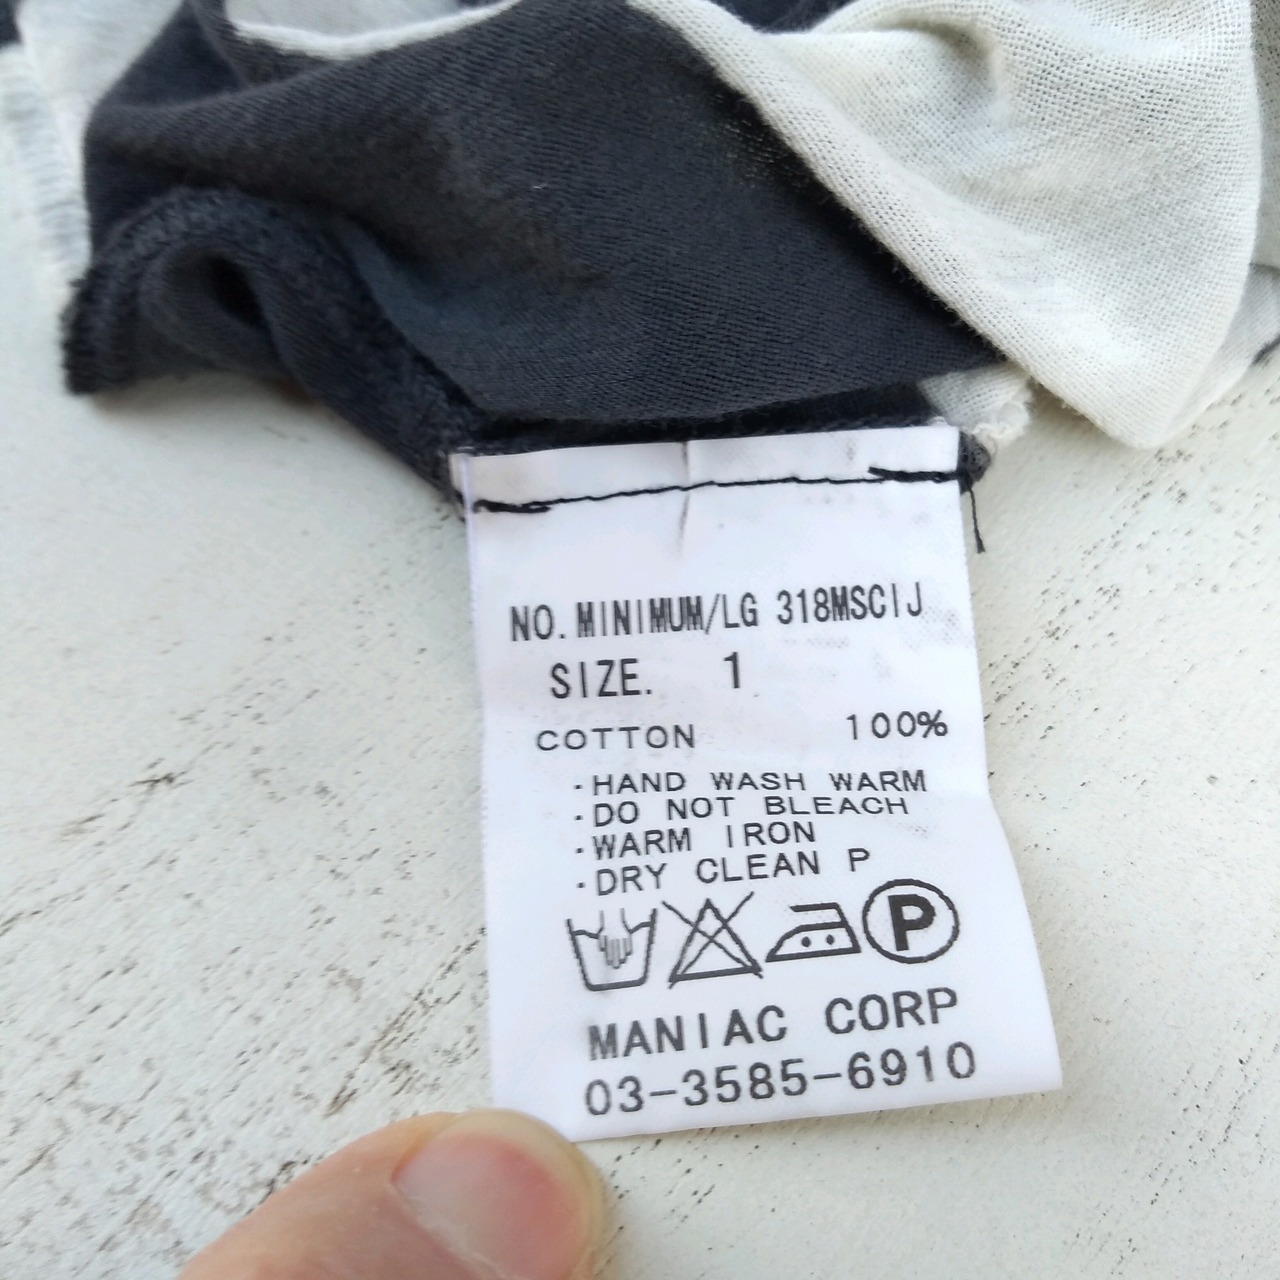 NO.MINIMUM/LG 318MSCIJ
SIZE. 1
COTTON 100%
・HAND WASH WARM
・DO NOT BLEACH
・WARM IRON
・DRY CLEAN P
P
MANIAC CORP
03-3585-6910